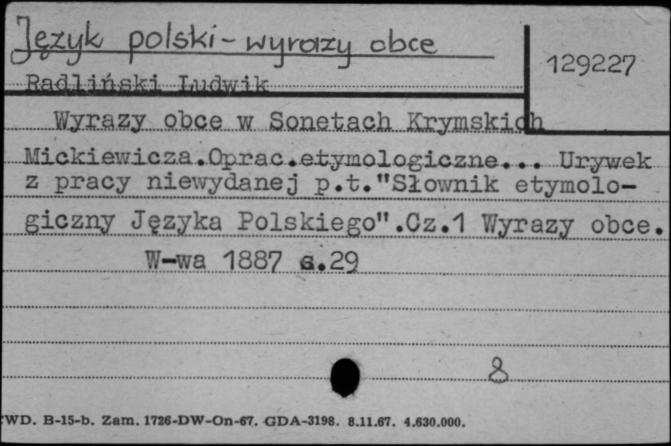 Język polski - wyrazy obce
129227
Radliński Ludwik
Wyrazy obce w Sonetach Krymskich
Mickiewicza.Oprac.etymologiczne... Urywek
z pracy niewydanej p.t."Słownik etymolo-
giczny Języka Polskiego".Cz.1 Wyrazy obce.
W-wa 1887 s.29
8
WD. B-15-b. Zam. 1726-DW-On-67. GDA-3198. 8.11.67. 4.630.000.